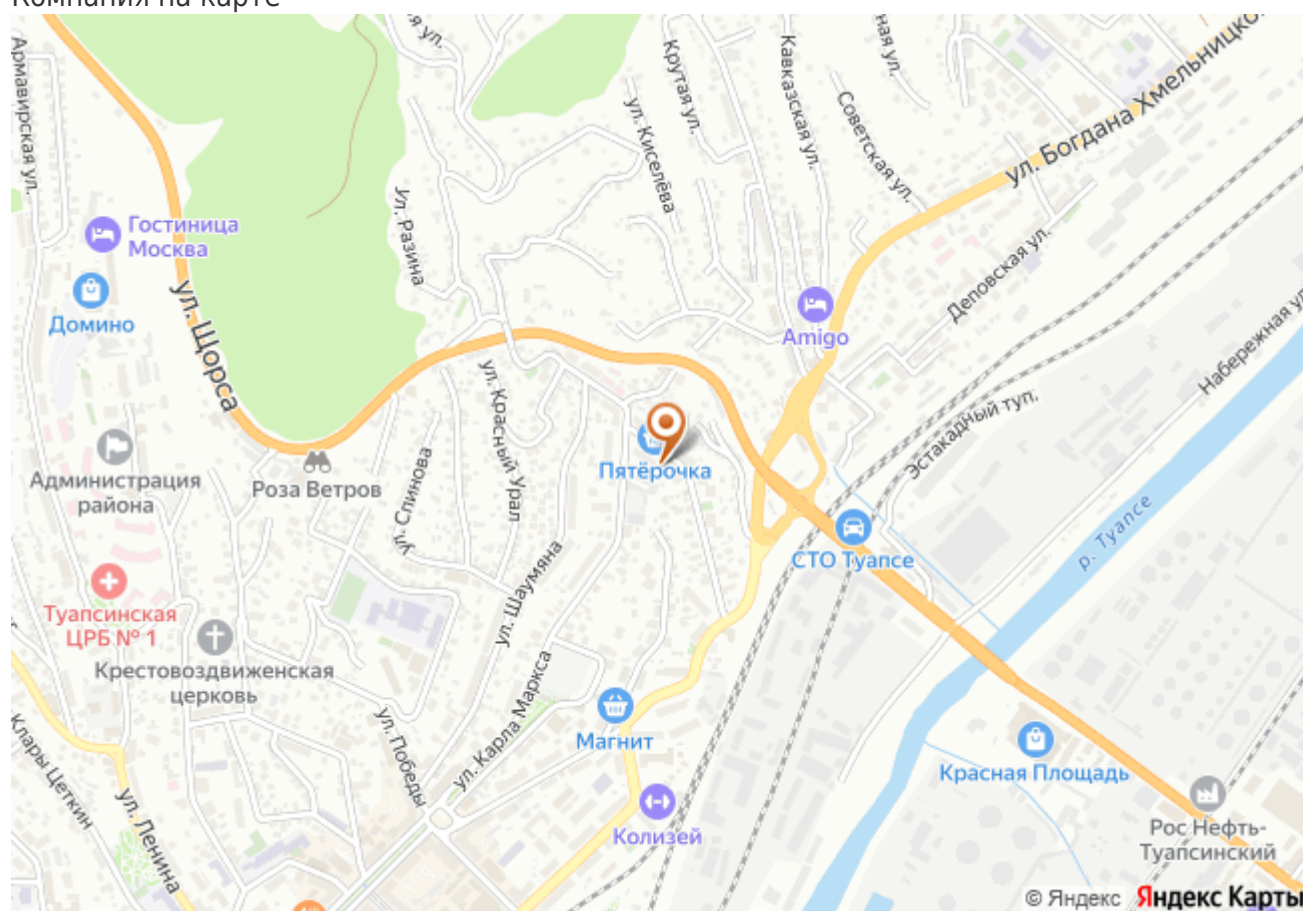 Компания на карте
Армавирская ул.
Крутая ул.
Кавказская ул.
ул. Киселёва
Советская ул.
ул. Богдана Хмельницкого
Гостиница
Москва
ул. Разина
Домино
ул. Щорса
Amigo
Деповская ул.
Набережная ул
Эстакадный туп.
ул. Красный Урал
Администрация
района
Роза Ветров
ул. Спинова
Пятёрочка
СТО Туапсе
р. Туапсе
Туапсинская
ЦРБ № 1
ул. Шаумяна
Крестовоздвиженская
церковь
ул. Карла Маркса
Магнит
ул. Победы
Клары Цеткин
ул. Ленина
Красная Площадь
Колизей
Рос Нефть-
Туапсинский
© Яндекс Яндекс Карты